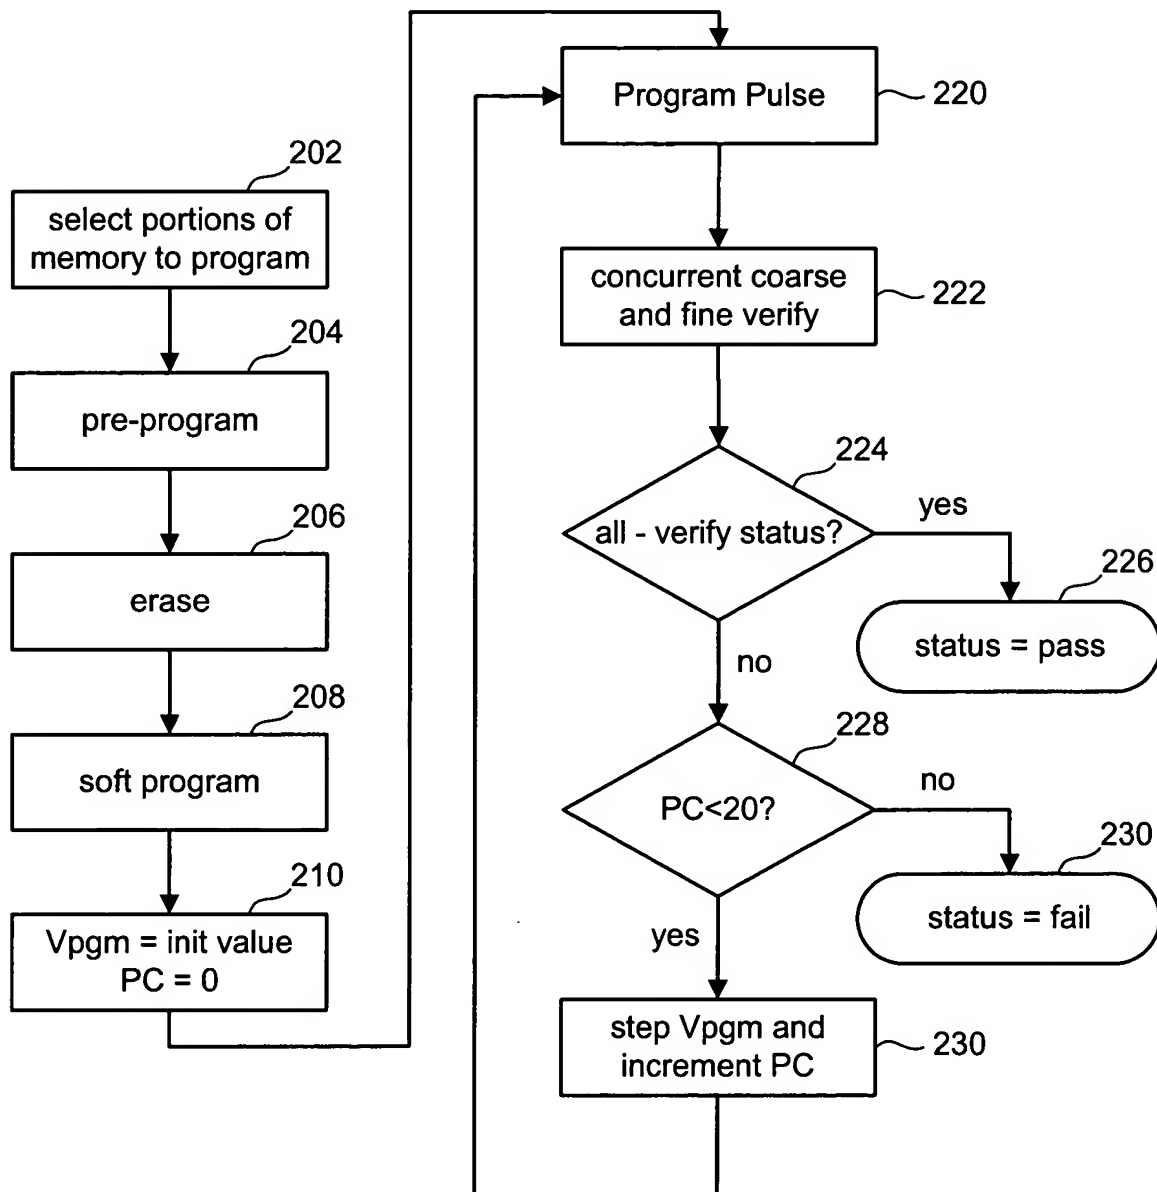 202
select portions of
memory to program
204
pre-program
206
erase
208
soft program
210
Vpgm = init value
PC = 0
Program Pulse
220
concurrent coarse
and fine verify
222
224
all - verify status?
yes
226
status = pass
no
228
PC<20?
no
230
status = fail
yes
step Vpgm and
increment PC
230